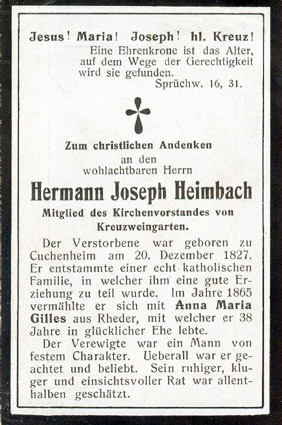 Jesus! Maria! Joseph! hl. Kreuz!
Eine Ehrenkrone ist das Alter,
auf dem Wege der Gerechtigkeit
wird sie gefunden.
Sprüchw. 16, 31.
Zum christlichen Andenken
an den
wohlachtbaren Herrn
Hermann Joseph Heimbach
Mitglied des Kirchenvorstandes von
Kreuzweingarten.
Der Verstorbene war geboren zu
Cuchenheim am 20. Dezember 1827.
Er entstammte einer echt katholischen
Familie, in welcher ihm eine gute Er-
ziehung zu teil wurde. Im Jahre 1865
vermählte er sich mit Anna Maria
Gilles aus Rheder, mit welcher er 38
Jahre in glücklicher Ehe lebte.
Der Verewigte war ein Mann von
festem Charakter. Ueberall war er ge-
achtet und beliebt. Sein ruhiger, klu-
ger und einsichtsvoller Rat war allent-
halben geschätzt.